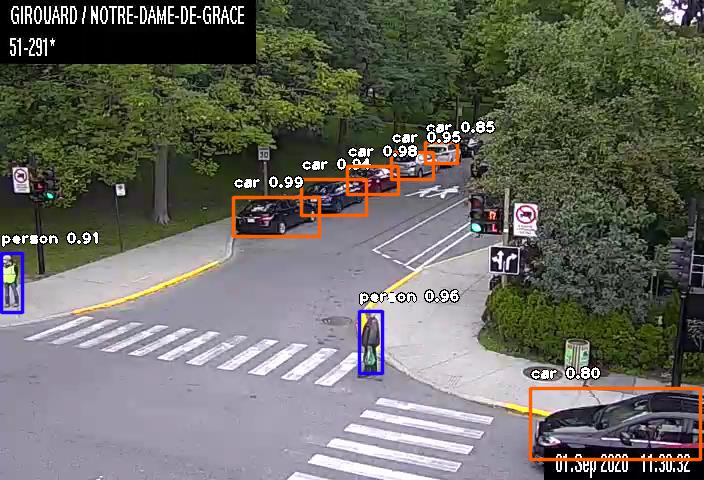 GIROUARD / NOTRE-DAME-DE-GRACE
51-291*
car 0.85
car 0.95
car 0.98
car 0.94
car 0.99
person 0.91
person 0.96
car 0.80
01.Sep 2020 11:30:32